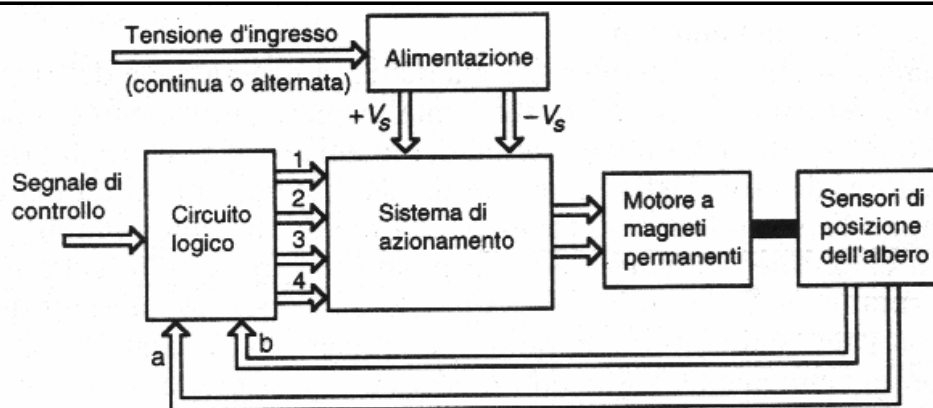 Tensione d'ingresso
(continua o alternata)
Alimentazione
+Vs
−Vs
Segnale di
controllo
Circuito
logico
1
2
3
4
Sistema di
azionamento
Motore a
magneti
permanenti
Sensori di
posizione
dell'albero
a
b